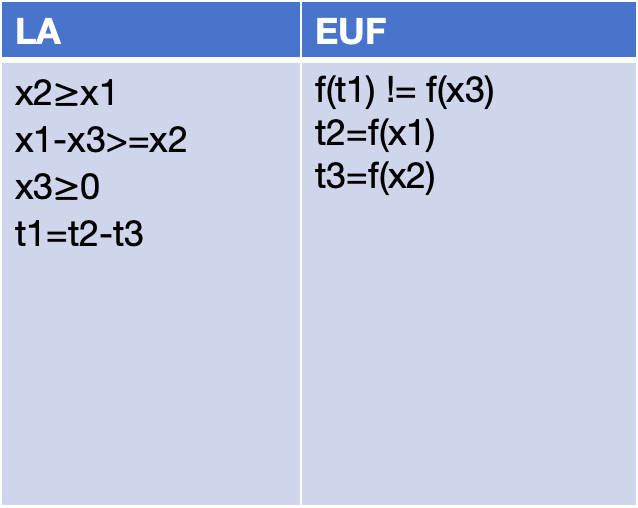 LA
EUF
x2≥x1
x1-x3>=x2
x3≥0
t1=t2-t3
f(t1) != f(x3)
t2=f(x1)
t3=f(x2)